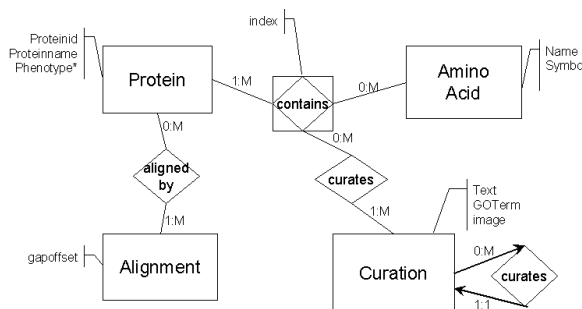 index
Proteinid
Proteinname
Phenotype*
Protein
1:M
contains
0:M
Amino
Acid
Name
Symbo
0:M
0:M
aligned
by
curates
1:M
1:M
Text
GOTerm
image
gapoffset
Alignment
Curation
0:M
curates
1:1